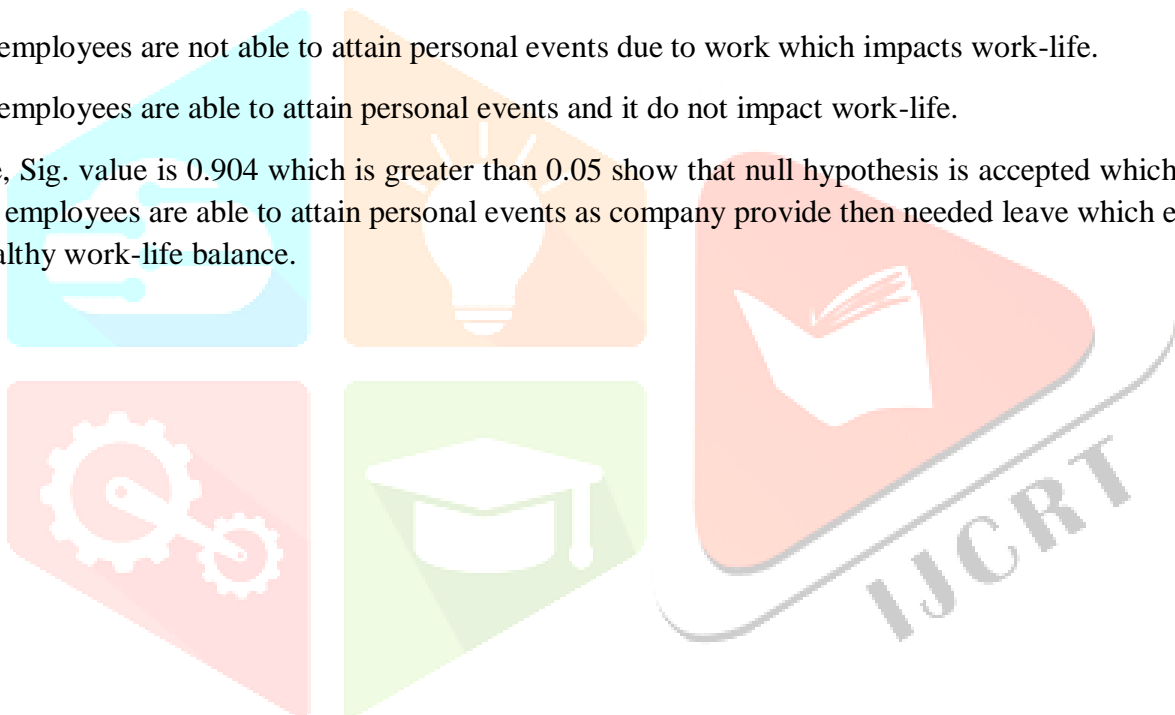 employees are not able to attain personal events due to work which impacts work-life.
employees are able to attain personal events and it do not impact work-life.
, Sig. value is 0.904 which is greater than 0.05 show that null hypothesis is accepted which
employees are able to attain personal events as company provide then needed leave which
work-life balance.
IJCRT